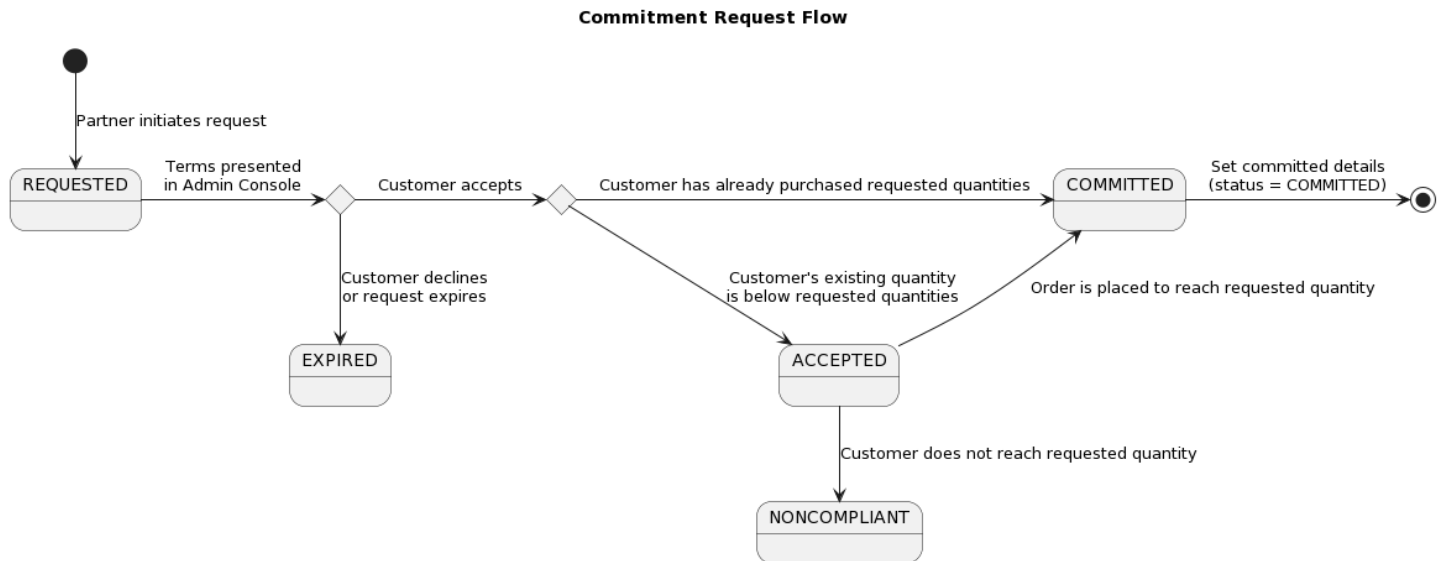 Commitment Request Flow
Partner initiates request
REQUESTED
Terms presented
in Admin Console
Customer accepts
Customer has already purchased requested quantities
COMMITTED
Set committed details
(status = COMMITTED)
Customer declines
or request expires
Customer's existing quantity
is below requested quantities
Order is placed to reach requested quantity
EXPIRED
ACCEPTED
Customer does not reach requested quantity
NONCOMPLIANT